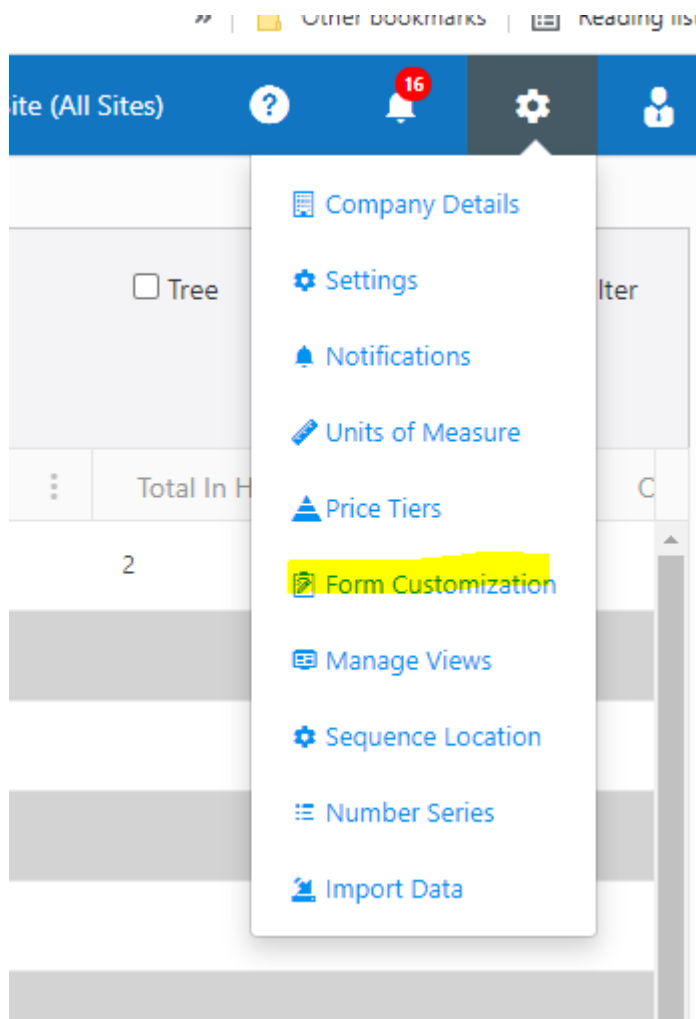 » Other bookmarks Reading list
ite (All Sites) ? 16
Company Details
Tree Settings lter
Notifications
Units of Measure
Total In H Price Tiers C
2
Form Customization
Manage Views
Sequence Location
Number Series
Import Data